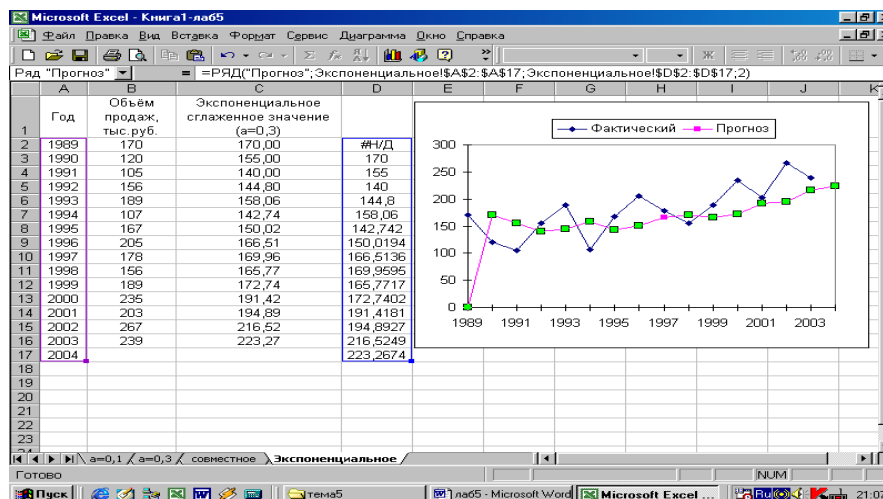 Microsoft Excel - Книга1-лаб5
Файл Правка Вид Вставка Формат Сервис Диаграмма Окно Справка
Ряд "Прогноз" = =РЯД("Прогноз";Экспоненциальное!$A$2:$A$17;Экспоненциальное!$D$2:$D$17;2)
A B C D E F G H I J K
1 Год Объём продаж, тыс.руб. Экспоненциальное сглаженное значение (a=0,3)
2 1989 170 170,00 #Н/Д
3 1990 120 155,00 170
4 1991 105 140,00 155
5 1992 156 144,80 140
6 1993 189 158,06 144,8
7 1994 107 142,74 158,06
8 1995 167 150,02 142,742
9 1996 205 166,51 150,0194
10 1997 178 169,96 166,5136
11 1998 156 165,77 169,9595
12 1999 189 172,74 165,7717
13 2000 235 191,42 172,7402
14 2001 203 194,89 191,4181
15 2002 267 216,52 194,8927
16 2003 239 223,27 216,5249
17 2004 223,2674
18
19
20
21
22
23
Фактический Прогноз
300
250
200
150
100
50
0
1989 1991 1993 1995 1997 1999 2001 2003
a=0,1 a=0,3 совместное Экспоненциальное
Готово NUM
Пуск тема5 лаб5 - Microsoft Word Microsoft Excel ... Ru